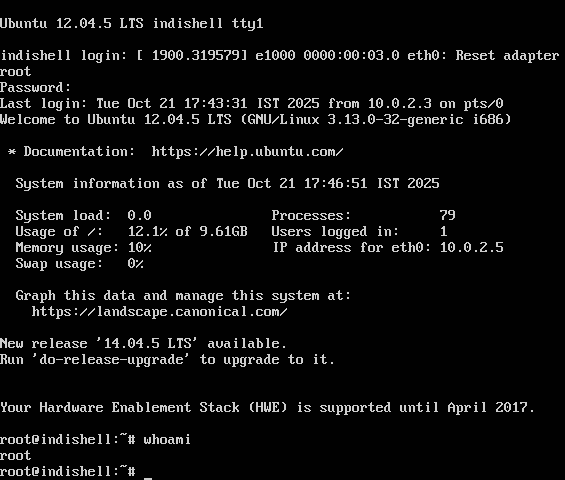 Ubuntu 12.04.5 LTS indishell tty1
indishell login: [ 1900.319579] e1000 0000:00:03.0 eth0: Reset adapter
root
Password:
Last login: Tue Oct 21 17:43:31 IST 2025 from 10.0.2.3 on pts/0
Welcome to Ubuntu 12.04.5 LTS (GNU/Linux 3.13.0-32-generic i686)
* Documentation:  https://help.ubuntu.com/
System information as of Tue Oct 21 17:46:51 IST 2025
System load:  0.0                Processes:           79
Usage of /:   12.1% of 9.61GB   Users logged in:     1
Memory usage: 10%                IP address for eth0: 10.0.2.5
Swap usage:   0%
Graph this data and manage this system at:
https://landscape.canonical.com/
New release '14.04.5 LTS' available.
Run 'do-release-upgrade' to upgrade to it.
Your Hardware Enablement Stack (HWE) is supported until April 2017.
root@indishell:~# whoami
root
root@indishell:~# _